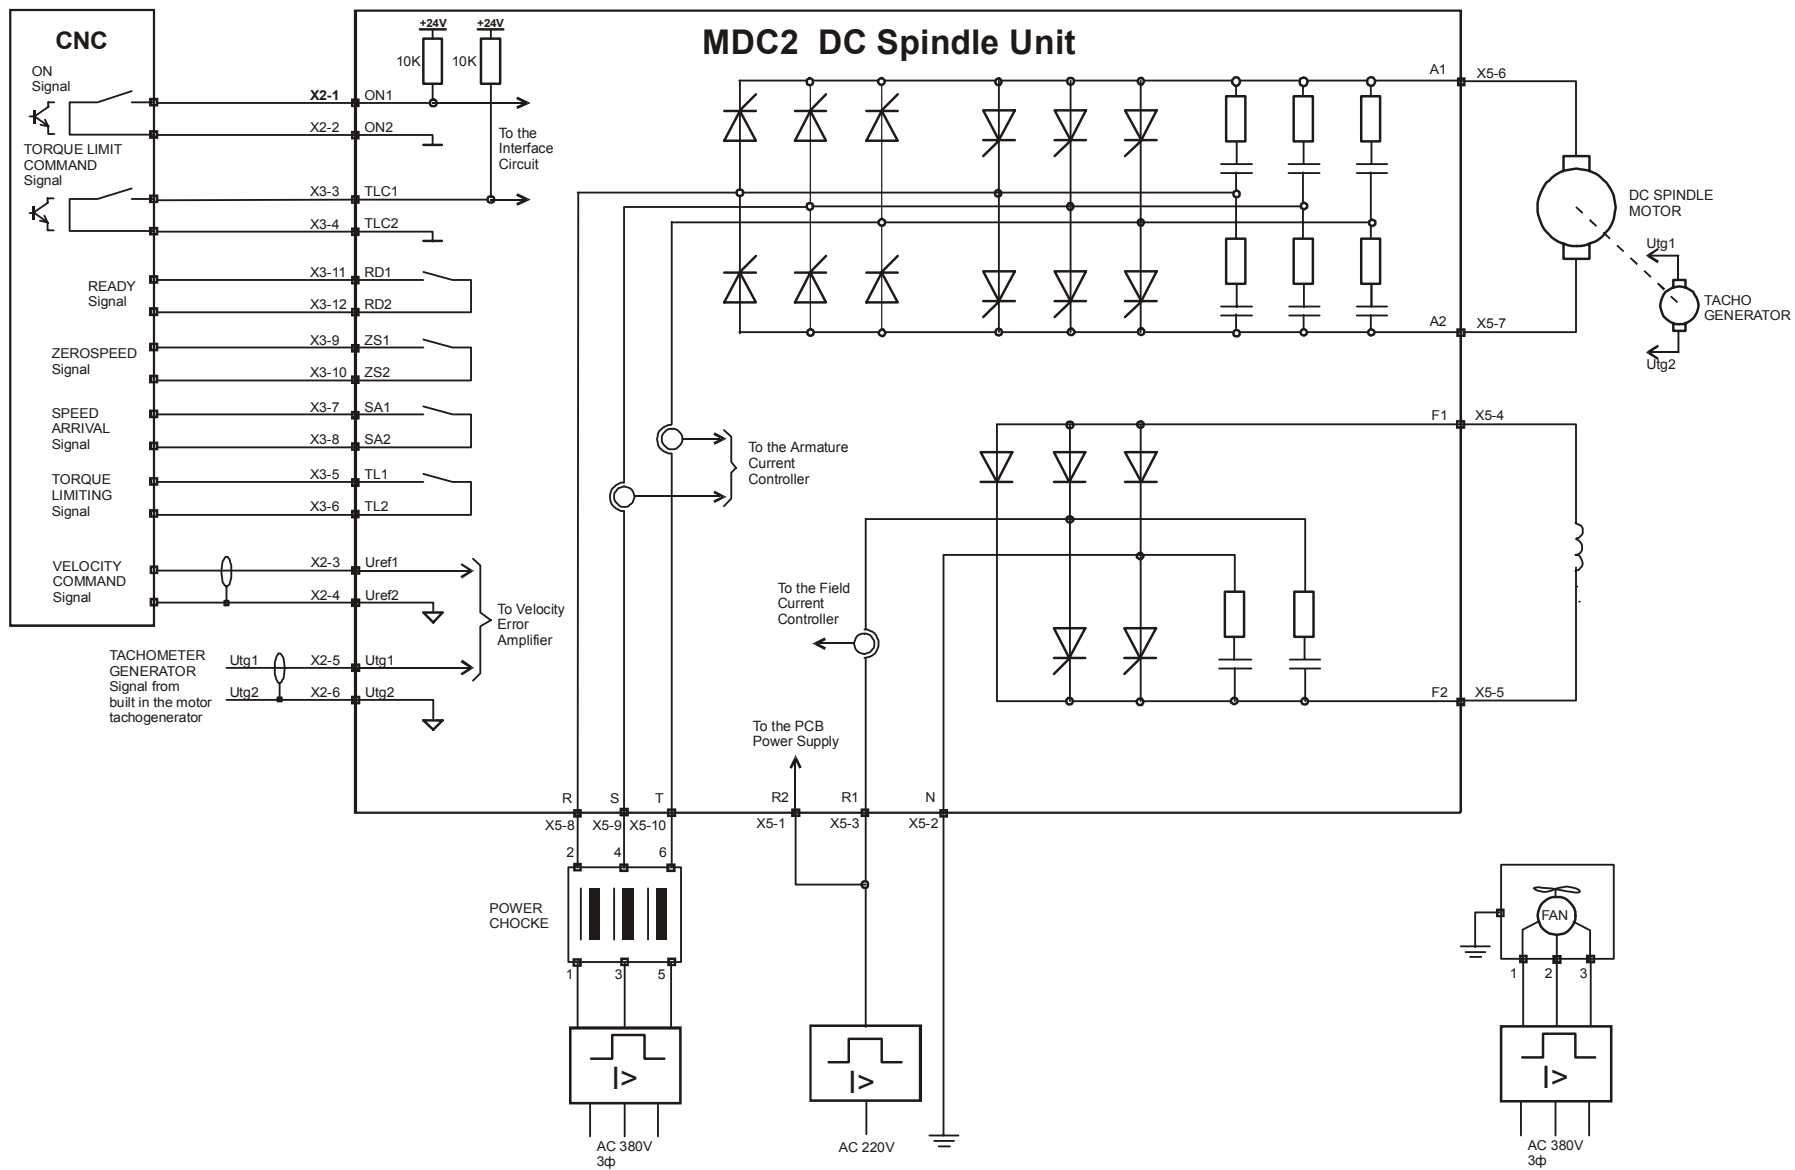 CNC
MDC2 DC Spindle Unit
+24V
+24V
10K
10K
ON
Signal
X2-1
ON1
X2-2
ON2
To the
Interface
Circuit
TORQUE LIMIT
COMMAND
Signal
X3-3
TLC1
X3-4
TLC2
READY
Signal
X3-11
RD1
X3-12
RD2
ZEROSPEED
Signal
X3-9
ZS1
X3-10
ZS2
SPEED
ARRIVAL
Signal
X3-7
SA1
X3-8
SA2
TORQUE
LIMITING
Signal
X3-5
TL1
X3-6
TL2
VELOCITY
COMMAND
Signal
X2-3
Uref1
X2-4
Uref2
To Velocity
Error
Amplifier
TACHOMETER
GENERATOR
Signal from
built in the motor
tachogenerator
Utg1
X2-5
Utg1
Utg2
X2-6
Utg2
A1
X5-6
DC SPINDLE
MOTOR
Utg1
TACHO
GENERATOR
Utg2
A2
X5-7
F1
X5-4
To the Armature
Current
Controller
To the Field
Current
Controller
F2
X5-5
To the PCB
Power Supply
R
S
T
R2
R1
N
X5-8
X5-9
X5-10
X5-1
X5-3
X5-2
2
4
6
POWER
CHOCKE
1
3
5
I>
AC 380V
3ф
I>
AC 220V
FAN
1
2
3
I>
AC 380V
3ф